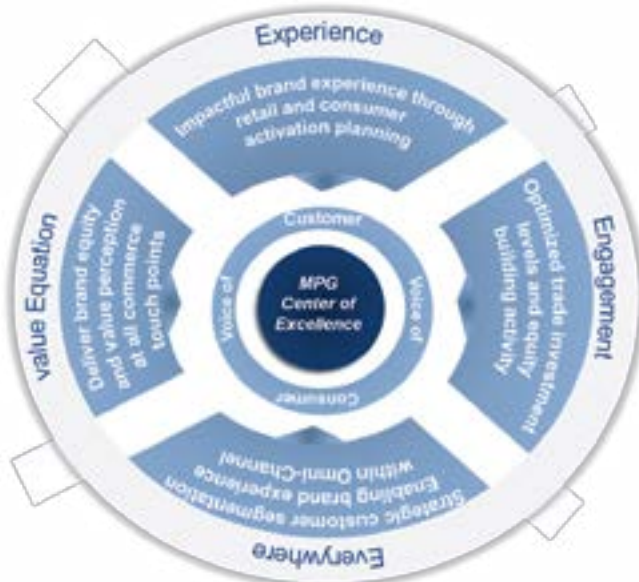 Experience
Impactful brand experience through
retail and consumer
activation planning
Engagement
Optimized trade investment
levels and equity
building activity
Everywhere
Strategic customer segmentation
Enabling brand experience
within Omni-Channel
value Equation
Deliver brand equity
and value perception
at all commerce
touch points
Customer
Voice of
Consumer
Voice of
MPG
Center of
Excellence